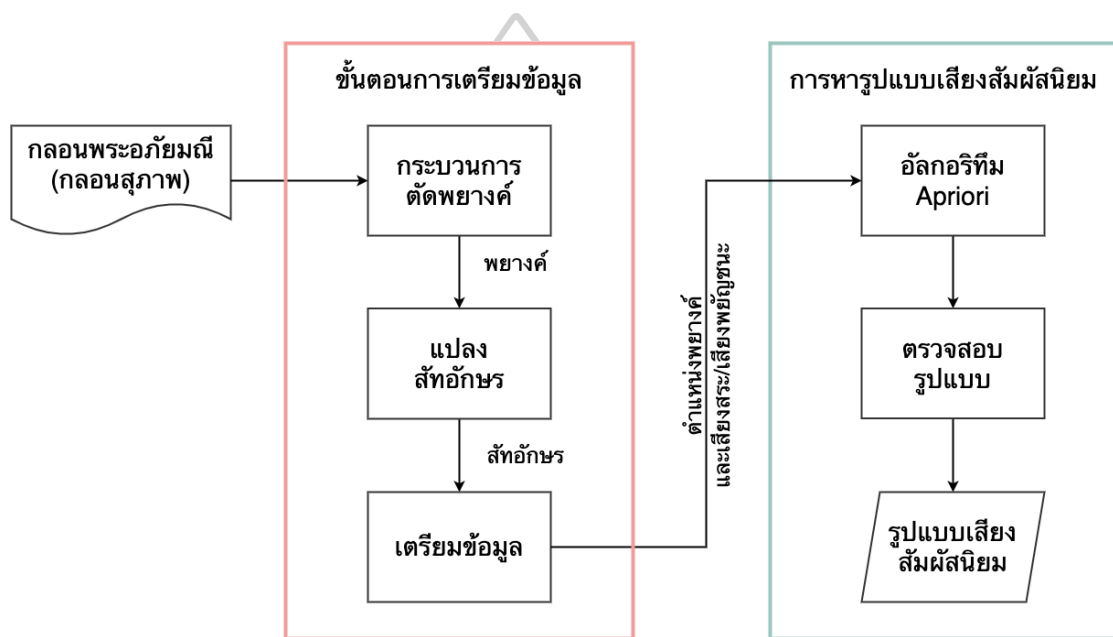 ขั้นตอนการเตรียมข้อมูล
การหารูปแบบเสียงสัมผัสนิยม
กลอนพระอภัยมณี
(กลอนสุภาพ)
กระบวนการ
ตัดพยางค์
พยางค์
แปลง
สัทอักษร
สัทอักษร
เตรียมข้อมูล
ตำแหน่งพยางค์
และเสียงสระ/เสียงพยัญชนะ
อัลกอริทึม
Apriori
ตรวจสอบ
รูปแบบ
รูปแบบเสียง
สัมผัสนิยม